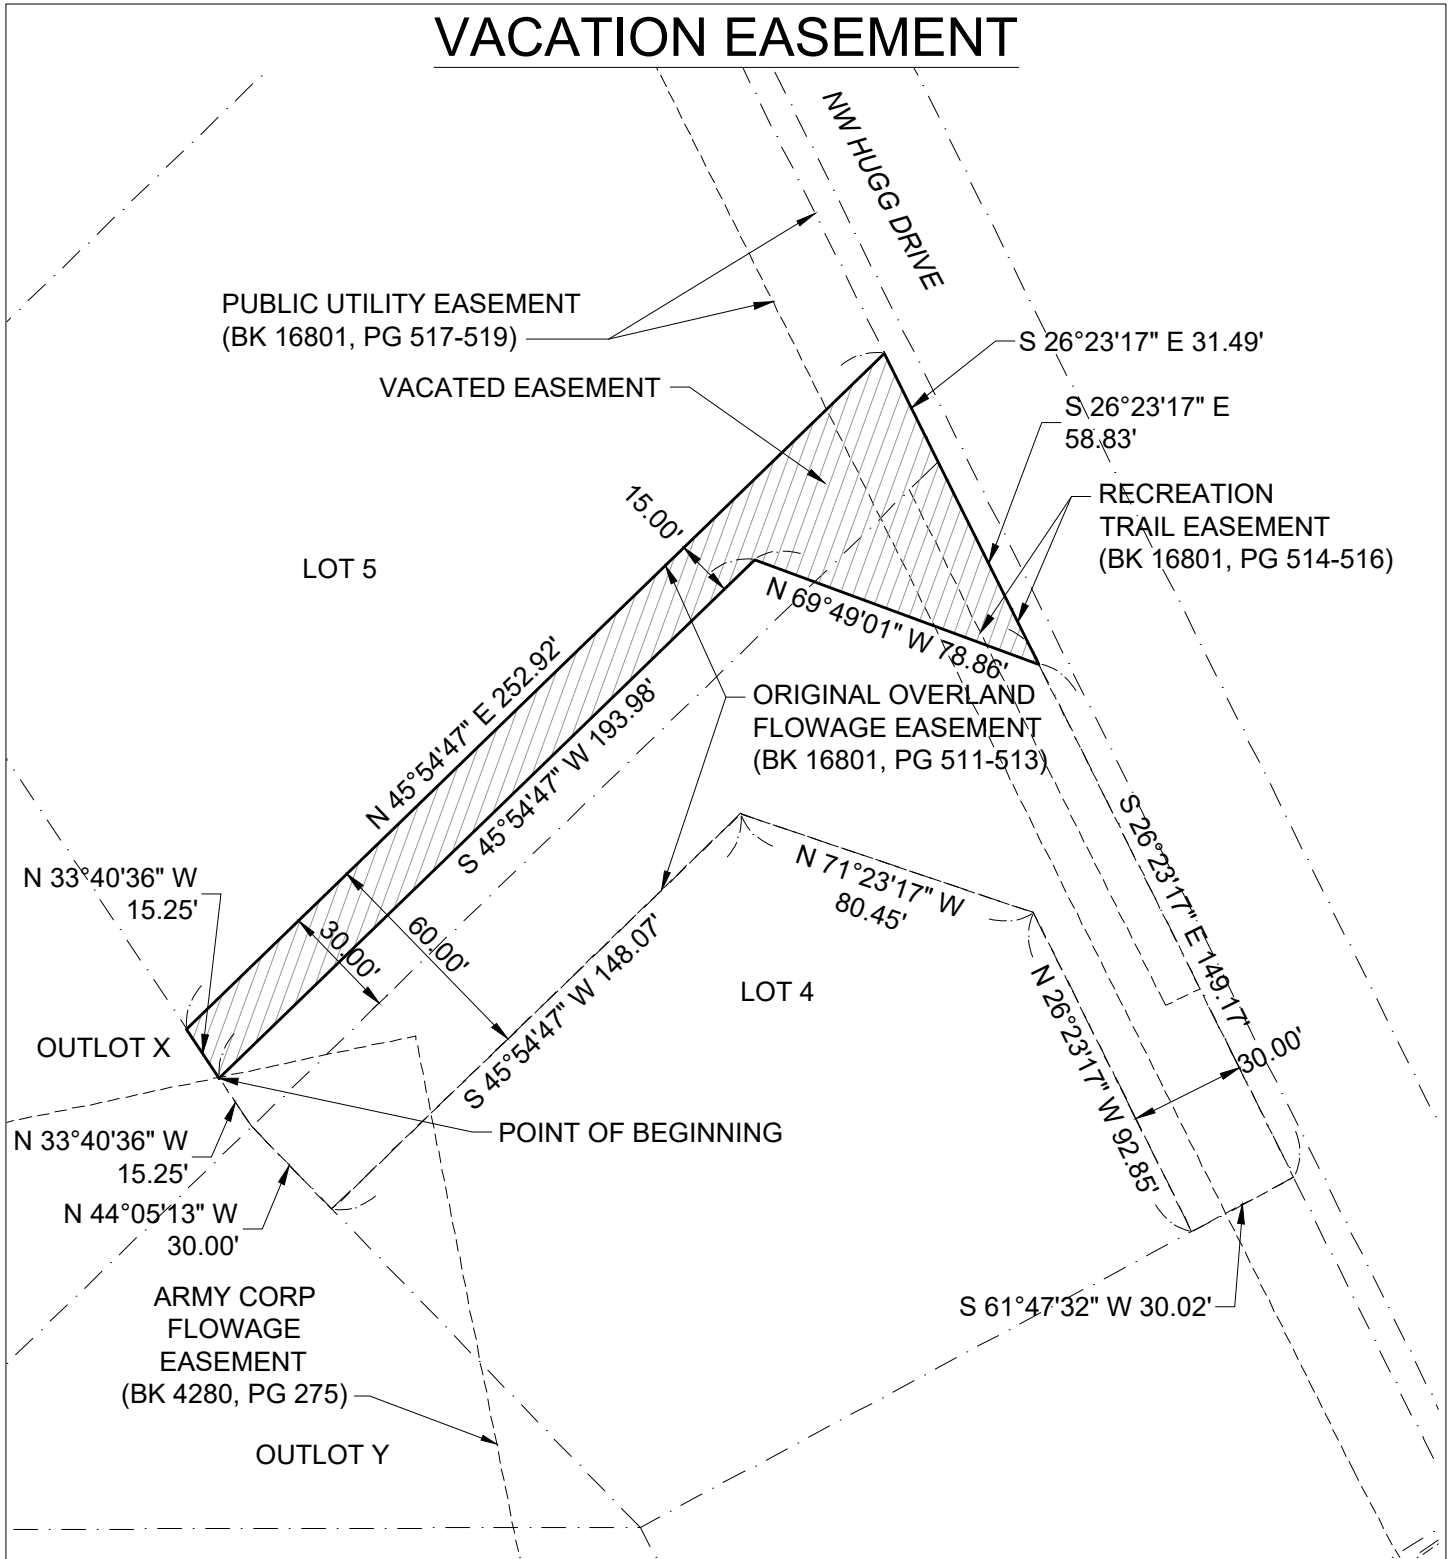 VACATION EASEMENT
NW HUGG DRIVE
PUBLIC UTILITY EASEMENT
(BK 16801, PG 517-519)
S 26°23'17" E 31.49'
VACATED EASEMENT
S 26°23'17" E
58.83'
RECREATION
TRAIL EASEMENT
(BK 16801, PG 514-516)
15.00'
LOT 5
N 69°49'01" W 78.86'
N 45°54'47" E 252.92'
S 45°54'47" W 193.98'
ORIGINAL OVERLAND
FLOWAGE EASEMENT
(BK 16801, PG 511-513)
S 26°23'17" E 149.17'
N 71°23'17" W
80.45'
N 33°40'36" W
15.25'
30.00'
60.00'
S 45°54'47" W 148.07'
LOT 4
N 26°23'17" W 92.85'
30.00'
OUTLOT X
POINT OF BEGINNING
N 33°40'36" W
15.25'
N 44°05'13" W
30.00'
S 61°47'32" W 30.02'
ARMY CORP
FLOWAGE
EASEMENT
(BK 4280, PG 275)
OUTLOT Y